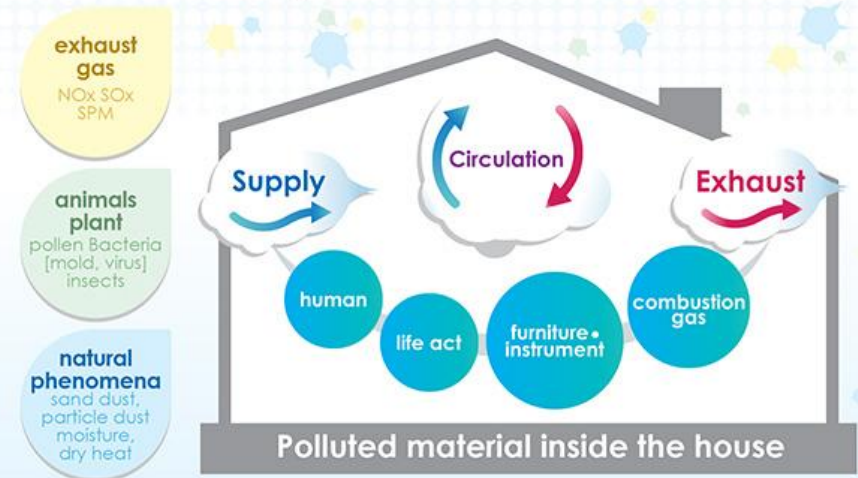 exhaust
gas
NOx SOx
SPM
animals
plant
pollen Bacteria
[mold, virus]
insects
natural
phenomena
sand dust,
particle dust
moisture,
dry heat
Supply
Circulation
Exhaust
human
life act
furniture•
instrument
combustion
gas
Polluted material inside the house